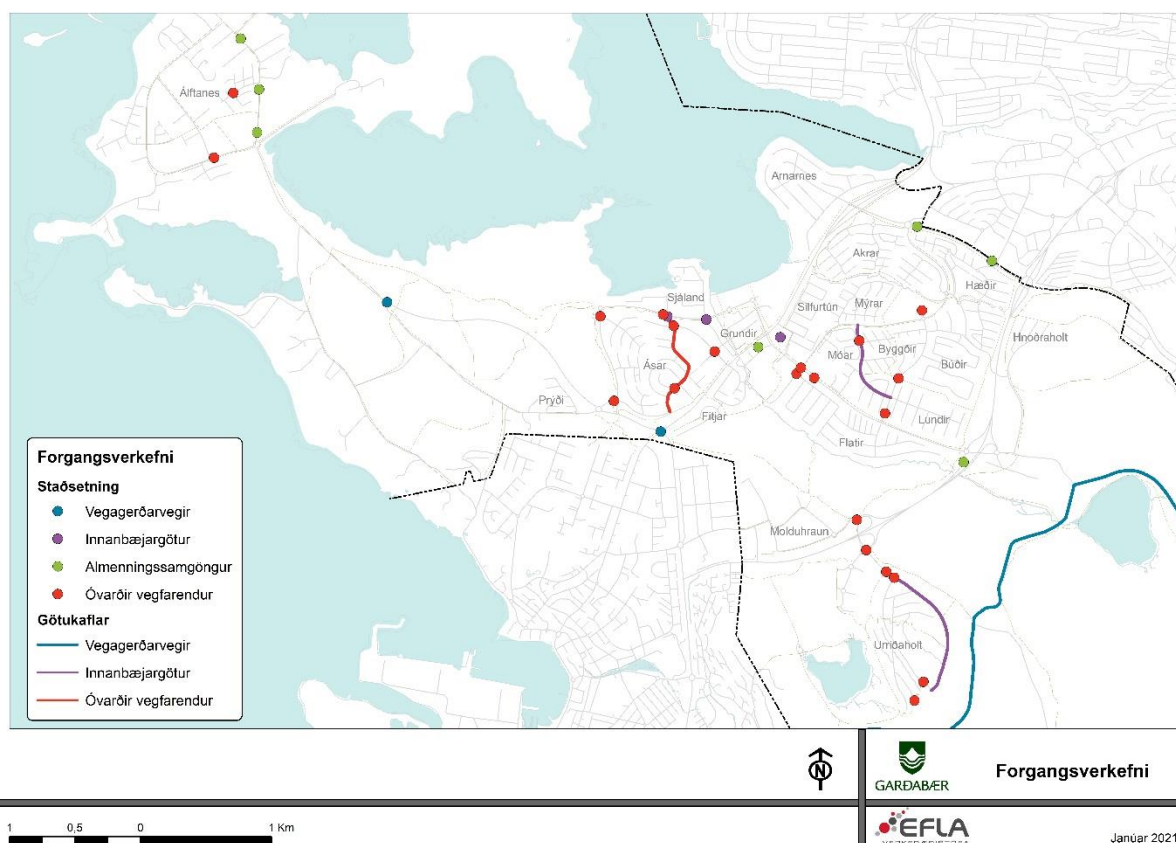 Álftanes
Arnarnes
Akrar
Hæðir
Sjáland
Silfurtún
Mýrar
Hnoðraholt
Grundir
Móar
Byggðir
Búðir
Ásar
Prýði
Fitjar
Lundir
Flatir
Molduhraun
Urriðaholt
Forgangsverkefni
Staðsetning
Vegagerðarvegir
Innanbæjargötur
Almenningssamgöngur
Óvarðir vegfarendur
Götukaflar
Vegagerðarvegir
Innanbæjargötur
Óvarðir vegfarendur
N
GARÐABÆR
Forgangsverkefni
1 0,5 0 1 Km
EFLA
Janúar 2021